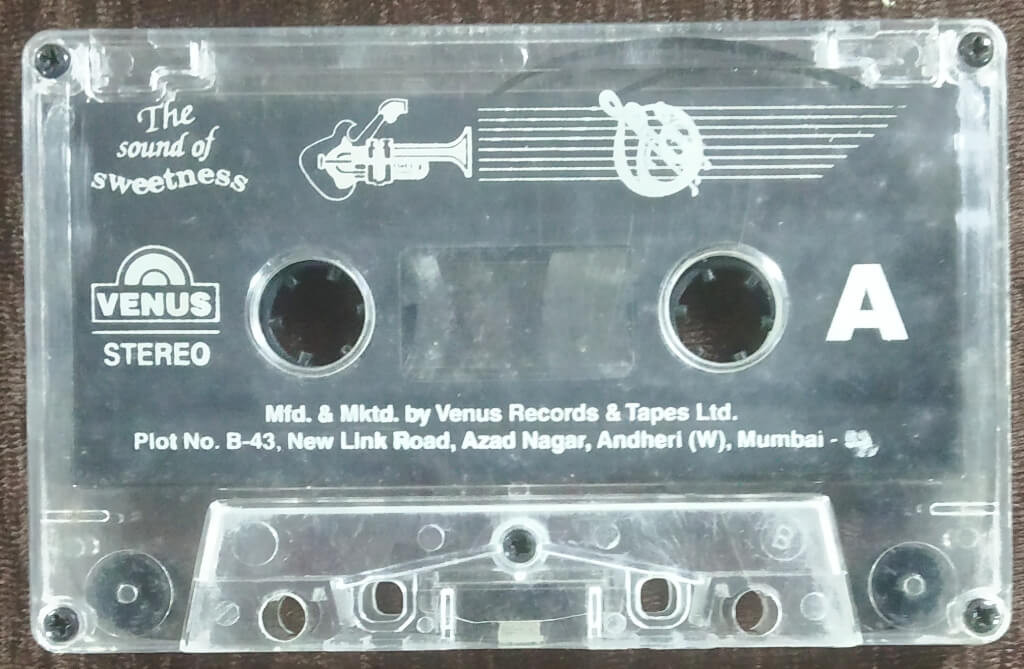 The
sound of
sweetness
VENUS
STEREO
A
Mfd. & Mktd. by Venus Records & Tapes Ltd.
Plot No. B-43, New Link Road, Azad Nagar, Andheri (W), Mumbai -
B